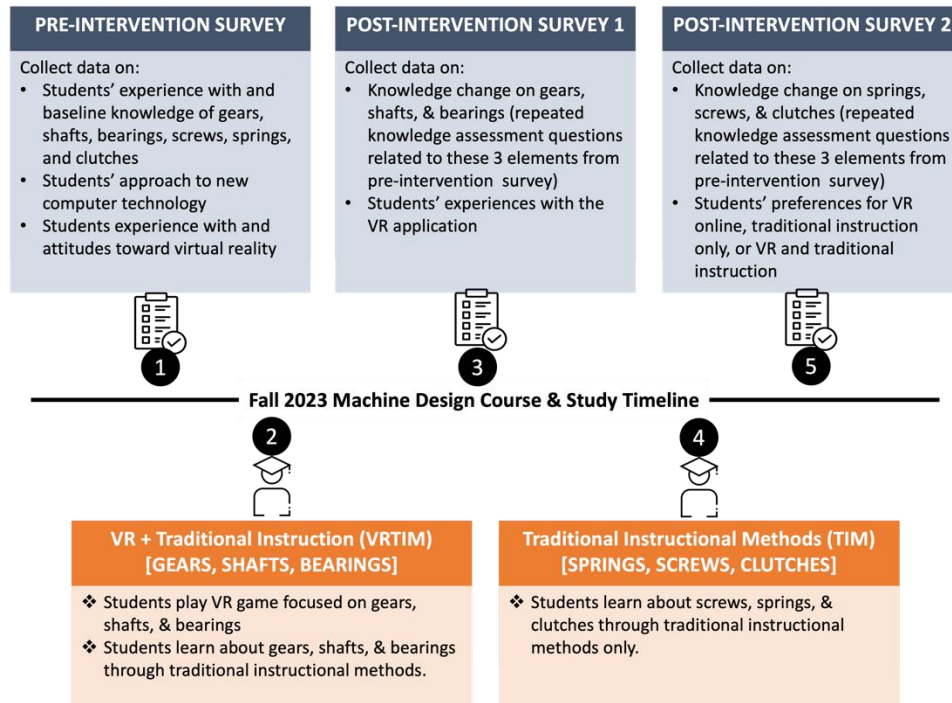 PRE-INTERVENTION SURVEY
Collect data on:
• Students’ experience with and
baseline knowledge of gears,
shafts, bearings, screws, springs,
and clutches
• Students’ approach to new
computer technology
• Students experience with and
attitudes toward virtual reality
1
POST-INTERVENTION SURVEY 1
Collect data on:
• Knowledge change on gears,
shafts, & bearings (repeated
knowledge assessment questions
related to these 3 elements from
pre-intervention survey)
• Students’ experiences with the
VR application
3
POST-INTERVENTION SURVEY 2
Collect data on:
• Knowledge change on springs,
screws, & clutches (repeated
knowledge assessment questions
related to these 3 elements from
pre-intervention survey)
• Students’ preferences for VR
online, traditional instruction
only, or VR and traditional
instruction
5
Fall 2023 Machine Design Course & Study Timeline
2
VR + Traditional Instruction (VRTIM)
[GEARS, SHAFTS, BEARINGS]
❖ Students play VR game focused on gears,
shafts, & bearings
❖ Students learn about gears, shafts, & bearings
through traditional instructional methods.
4
Traditional Instructional Methods (TIM)
[SPRINGS, SCREWS, CLUTCHES]
❖ Students learn about screws, springs, &
clutches through traditional instructional
methods only.